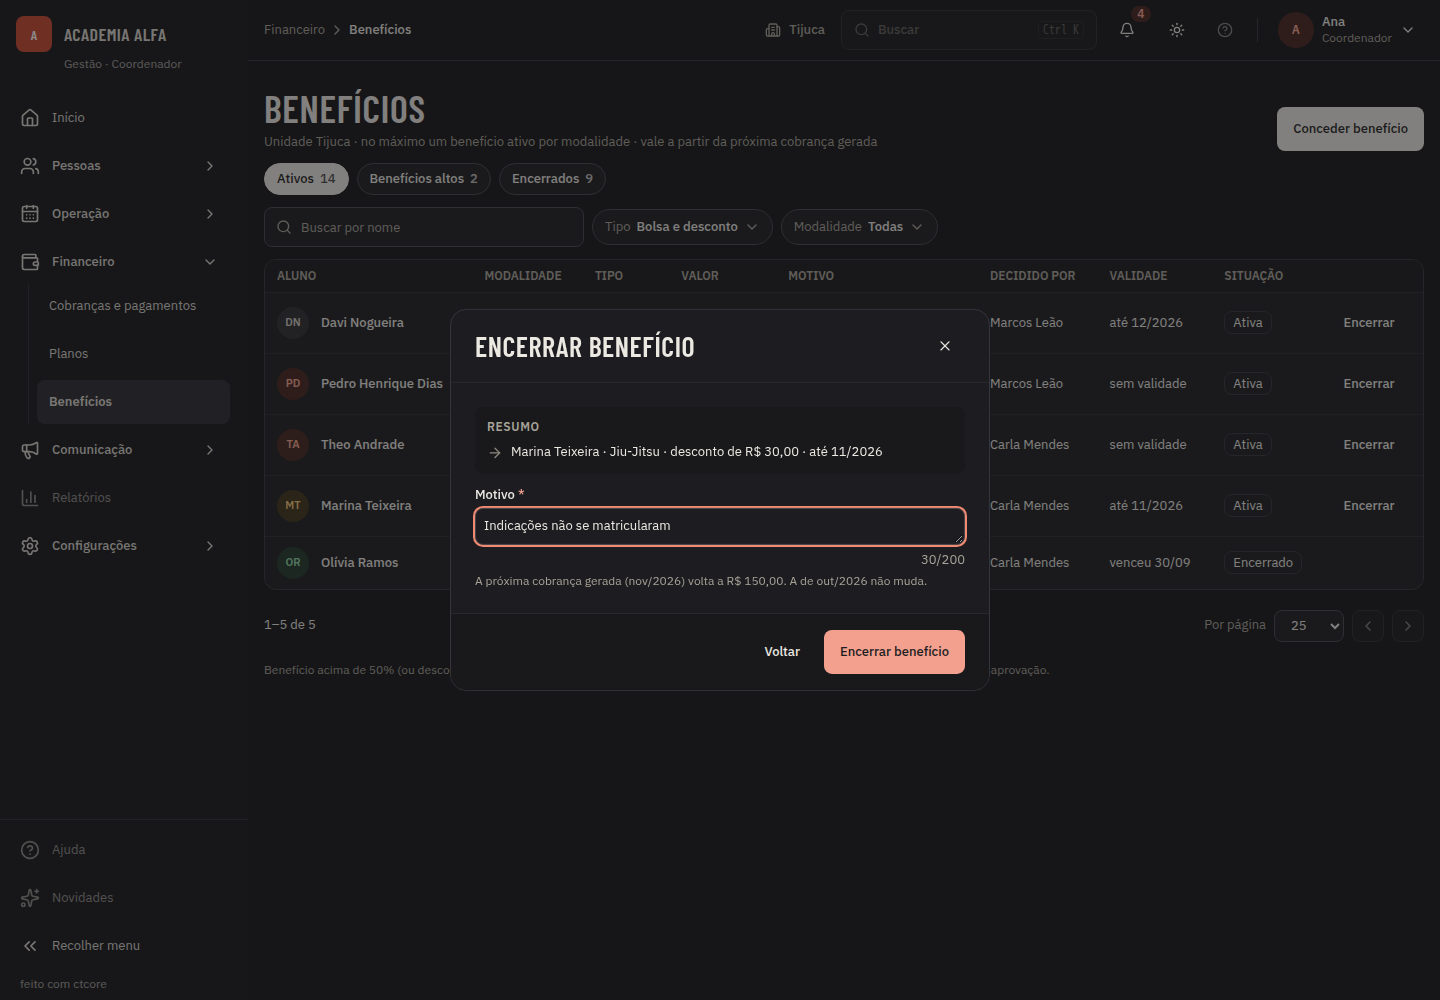 A
ACADEMIA ALFA
Gestão · Coordenador
Início
Pessoas
Operação
Financeiro
Cobranças e pagamentos
Planos
Benefícios
Comunicação
Relatórios
Configurações
Ajuda
Novidades
Recolher menu
feito com ctcore
Financeiro > Benefícios
Tijuca
Buscar
Ctrl K
4
A
Ana
Coordenador
BENEFÍCIOS
Unidade Tijuca · no máximo um benefício ativo por modalidade · vale a partir da próxima cobrança gerada
Conceder benefício
Ativos 14
Benefícios altos 2
Encerrados 9
Buscar por nome
Tipo Bolsa e desconto
Modalidade Todas
ALUNO MODALIDADE TIPO VALOR MOTIVO DECIDIDO POR VALIDADE SITUAÇÃO
DN Davi Nogueira Marcos Leão até 12/2026 Ativa Encerrar
PD Pedro Henrique Dias Marcos Leão sem validade Ativa Encerrar
TA Theo Andrade Carla Mendes sem validade Ativa Encerrar
MT Marina Teixeira Carla Mendes até 11/2026 Ativa Encerrar
OR Olívia Ramos Carla Mendes venceu 30/09 Encerrado
1–5 de 5
Por página 25
Benefício acima de 50% (ou desco
aprovação.
ENCERRAR BENEFÍCIO
RESUMO
Marina Teixeira · Jiu-Jitsu · desconto de R$ 30,00 · até 11/2026
Motivo *
Indicações não se matricularam
30/200
A próxima cobrança gerada (nov/2026) volta a R$ 150,00. A de out/2026 não muda.
Voltar
Encerrar benefício